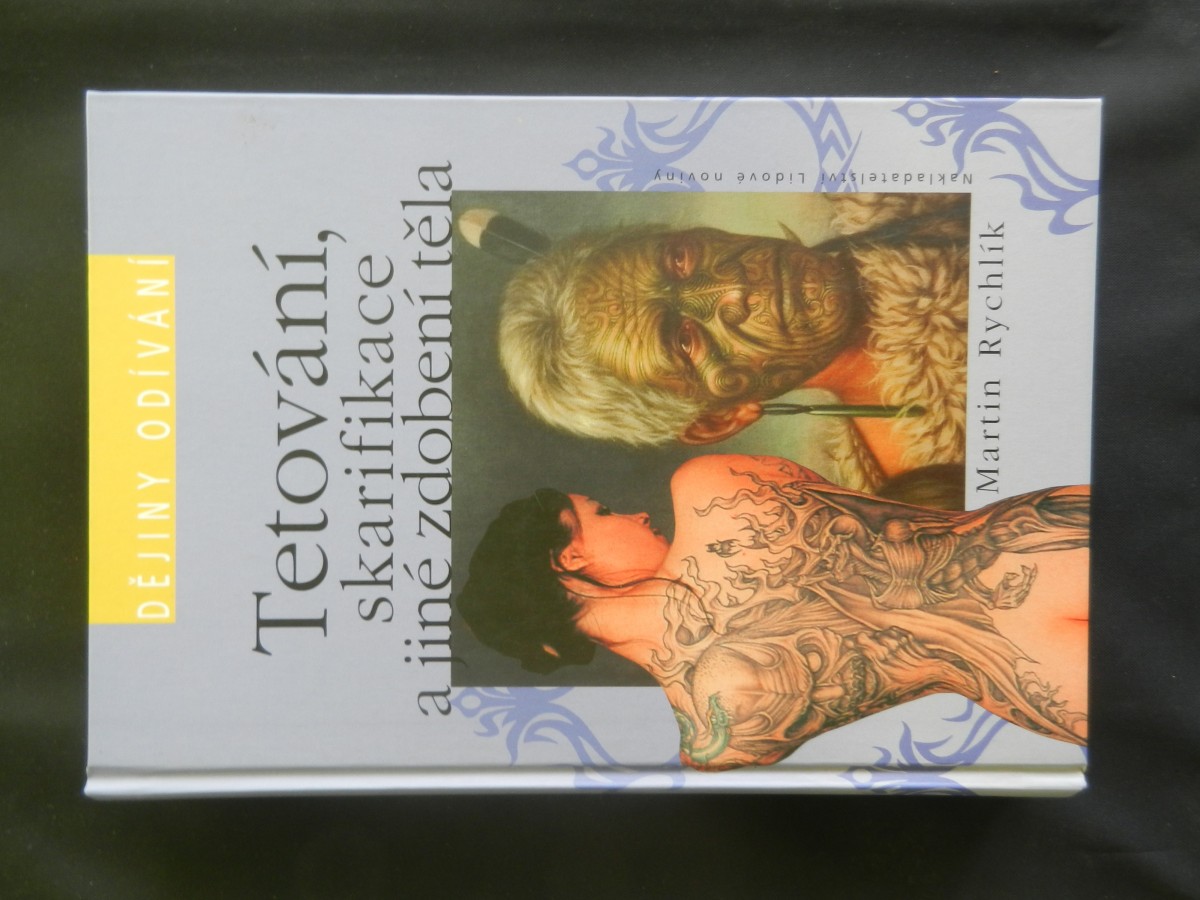 DĚJINY ODÍVÁNÍ
Tetování,
skarifikace
a jiné zdobení těla
Nakladatelství Lidové noviny
Martin Rychlík